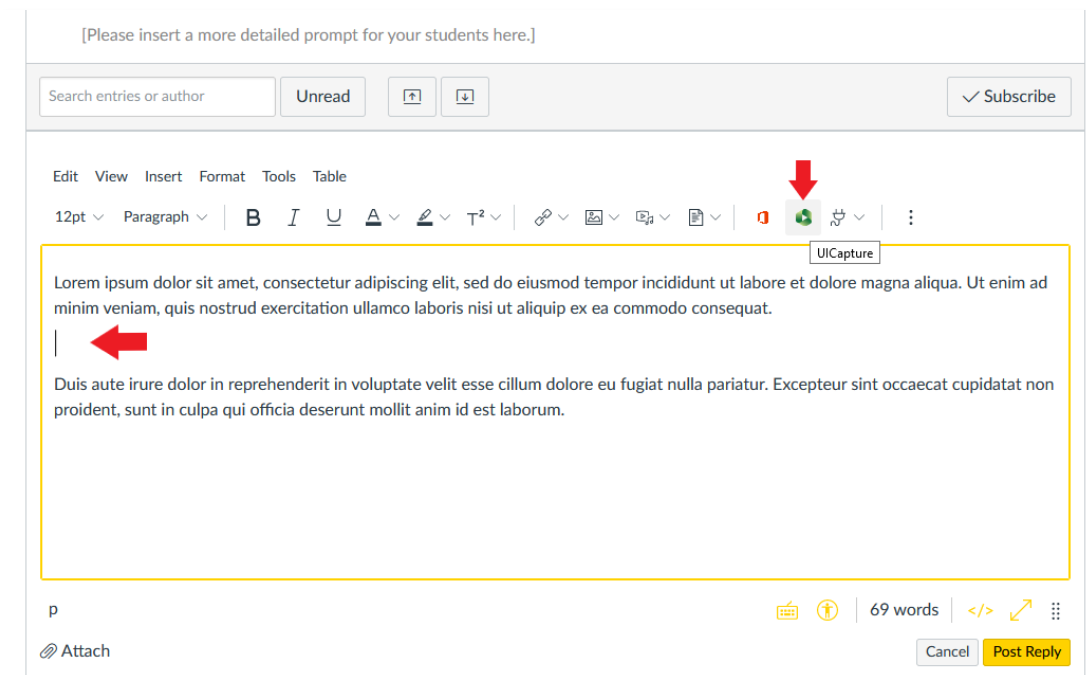 [Please insert a more detailed prompt for your students here.]
Search entries or author Unread Subscribe
Edit View Insert Format Tools Table
12pt Paragraph B I U A T²
UICapture
Lorem ipsum dolor sit amet, consectetur adipiscing elit, sed do eiusmod tempor incididunt ut labore et dolore magna aliqua. Ut enim ad
minim veniam, quis nostrud exercitation ullamco laboris nisi ut aliquip ex ea commodo consequat.
Duis aute irure dolor in reprehenderit in voluptate velit esse cillum dolore eu fugiat nulla pariatur. Excepteur sint occaecat cupidatat non
proident, sunt in culpa qui officia deserunt mollit anim id est laborum.
p 69 words </>
Attach Cancel Post Reply